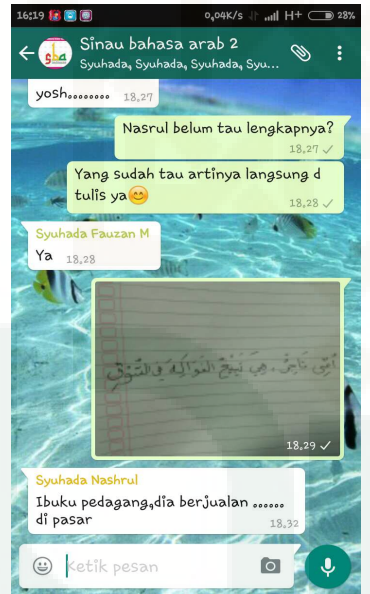 16:19
0,04K/s H+ 28%
Sinau bahasa arab 2
Syuhada, Syuhada, Syuhada, Syu...
yosh........ 18.27
Nasrul belum tau lengkapnya?
18.27
Yang sudah tau artinya langsung d
tulis ya😊
18.28
Syuhada Fauzan M
Ya 18.28
أمي تاجر. هي تبيع الفواكه في السوق
18.29
Syuhada Nashrul
Ibuku pedagang,dia berjualan ......
di pasar
18.32
Ketik pesan